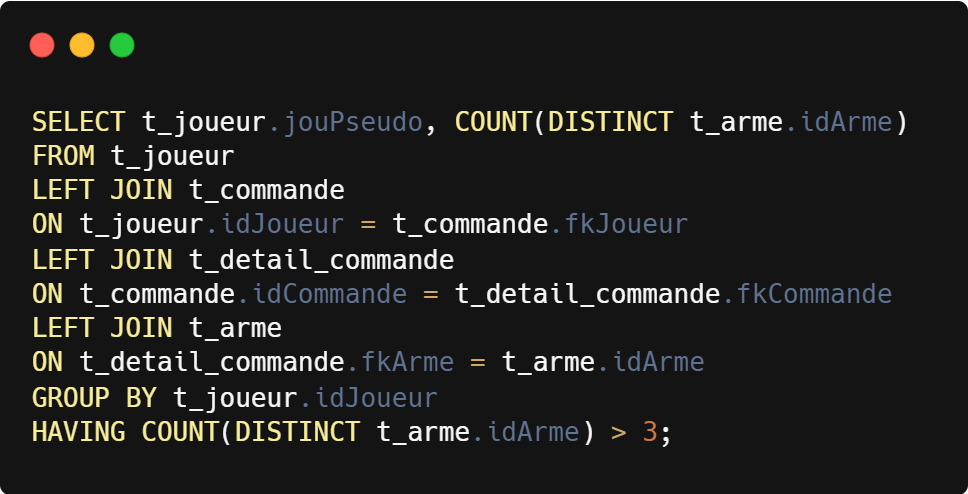 SELECT t_joueur.jouPseudo, COUNT(DISTINCT t_arme.idArme)
FROM t_joueur
LEFT JOIN t_commande
ON t_joueur.idJoueur = t_commande.fkJoueur
LEFT JOIN t_detail_commande
ON t_commande.idCommande = t_detail_commande.fkCommande
LEFT JOIN t_arme
ON t_detail_commande.fkArme = t_arme.idArme
GROUP BY t_joueur.idJoueur
HAVING COUNT(DISTINCT t_arme.idArme) > 3;